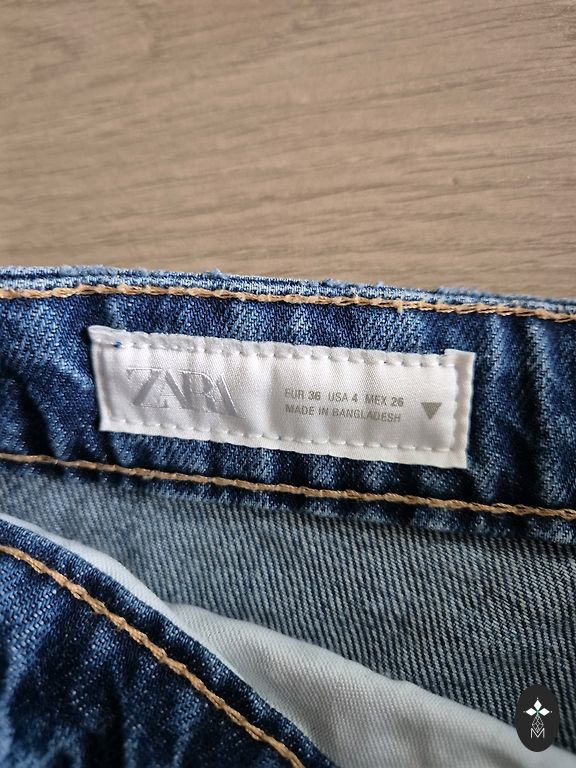 ZARA
EUR 36 USA 4 MEX 26
MADE IN BANGLADESH
M